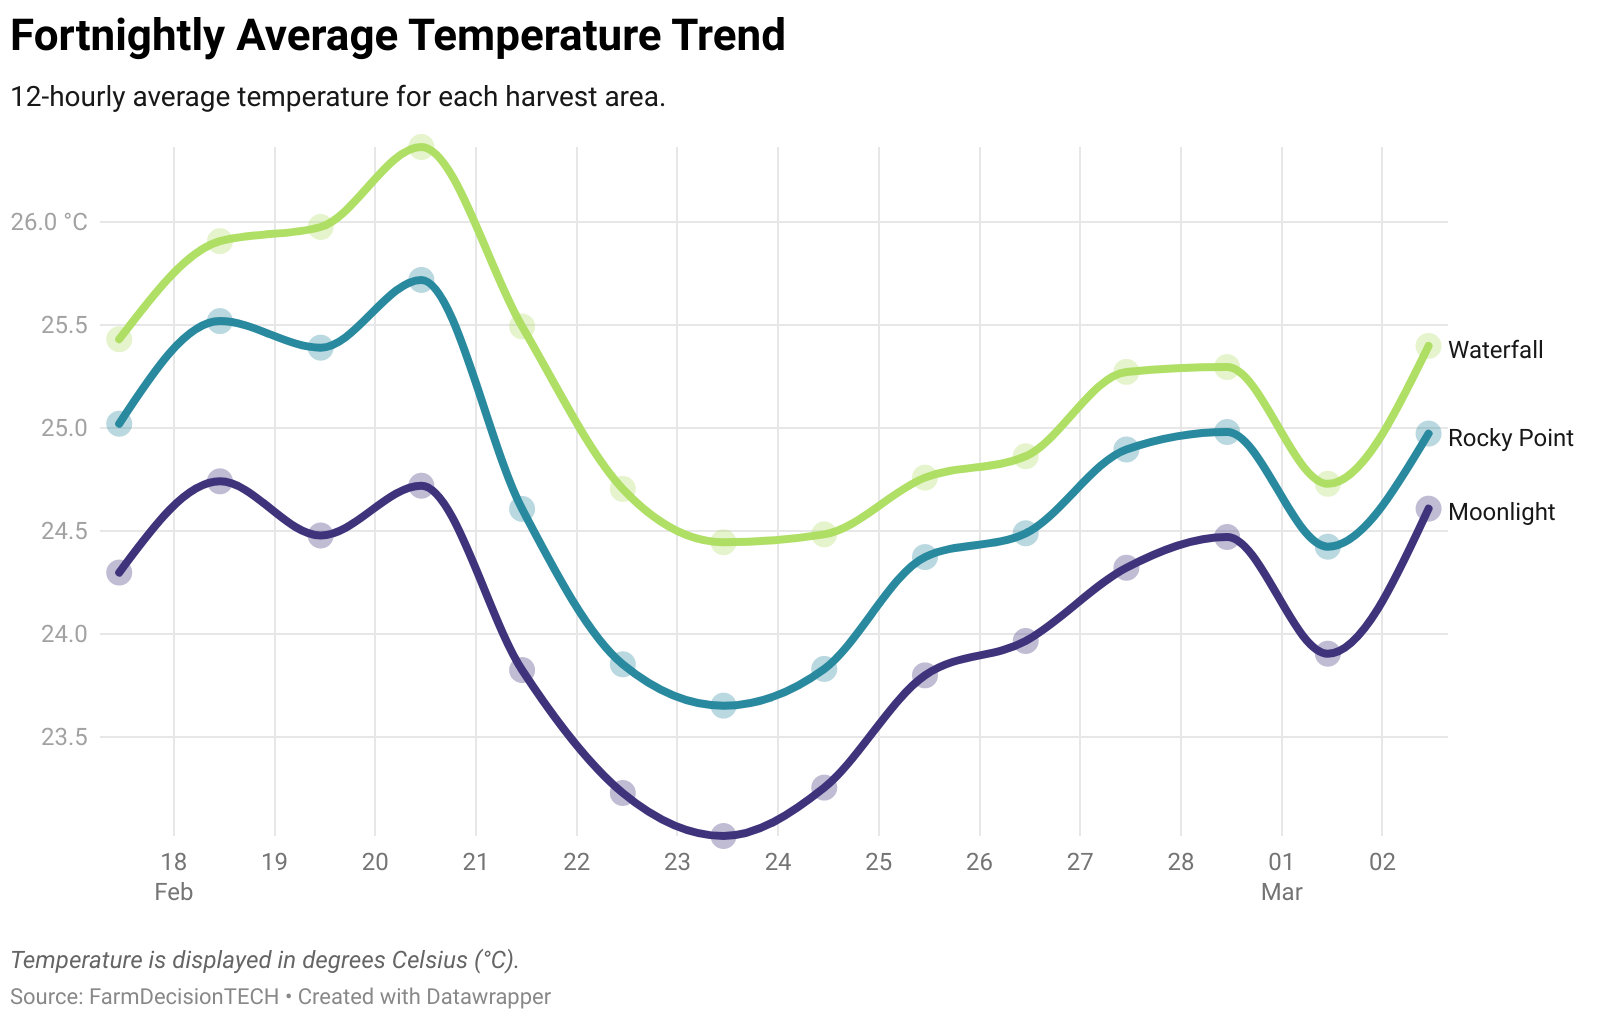 Fortnightly Average Temperature Trend
12-hourly average temperature for each harvest area.
26.0 °C
25.5
25.0
24.5
24.0
23.5
Waterfall
Rocky Point
Moonlight
18 19 20 21 22 23 24 25 26 27 28 01 02
Feb Mar
Temperature is displayed in degrees Celsius (°C).
Source: FarmDecisionTECH • Created with Datawrapper